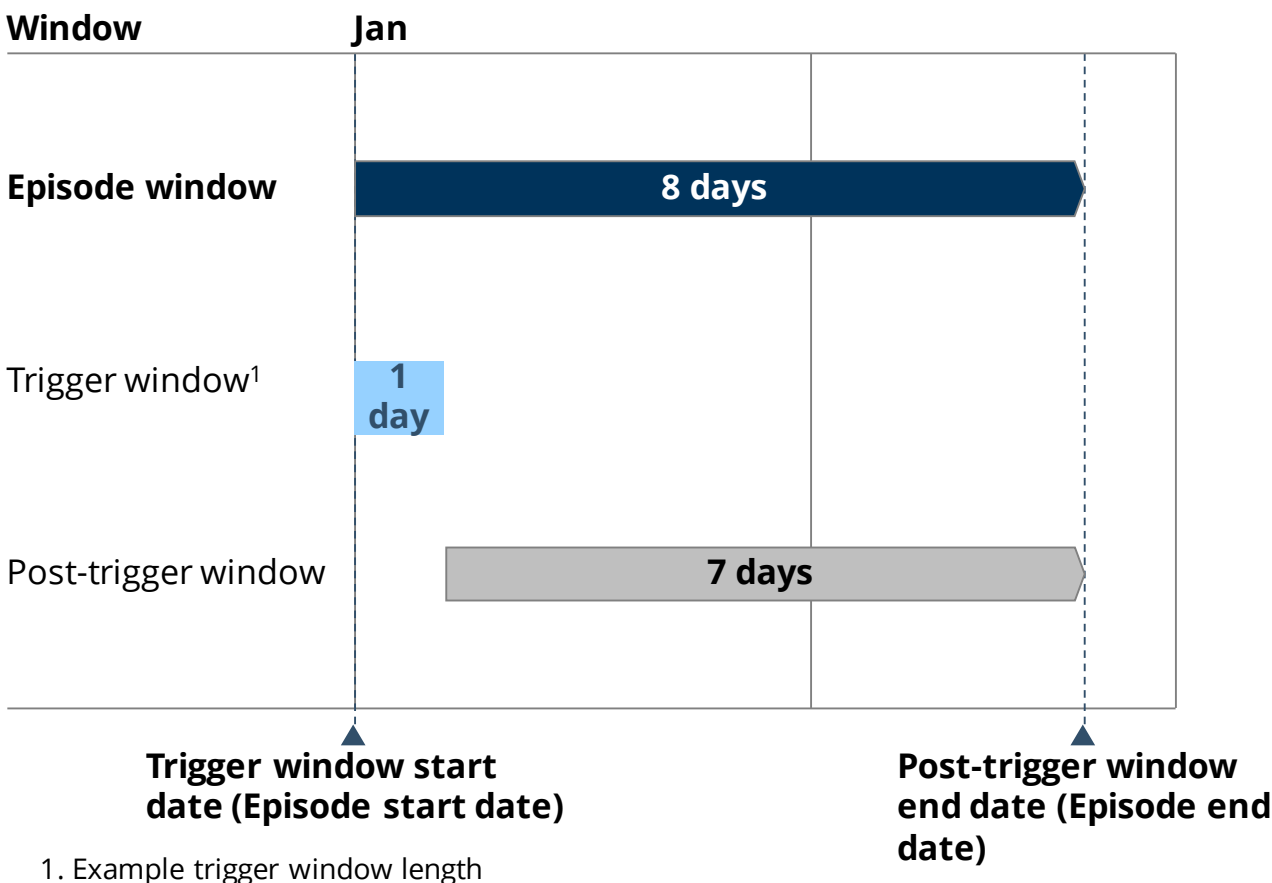 Window Jan
Episode window 8 days
Trigger window¹ 1
day
Post-trigger window 7 days
Trigger window start
date (Episode start date)
Post-trigger window
end date (Episode end
date)
1. Example trigger window length